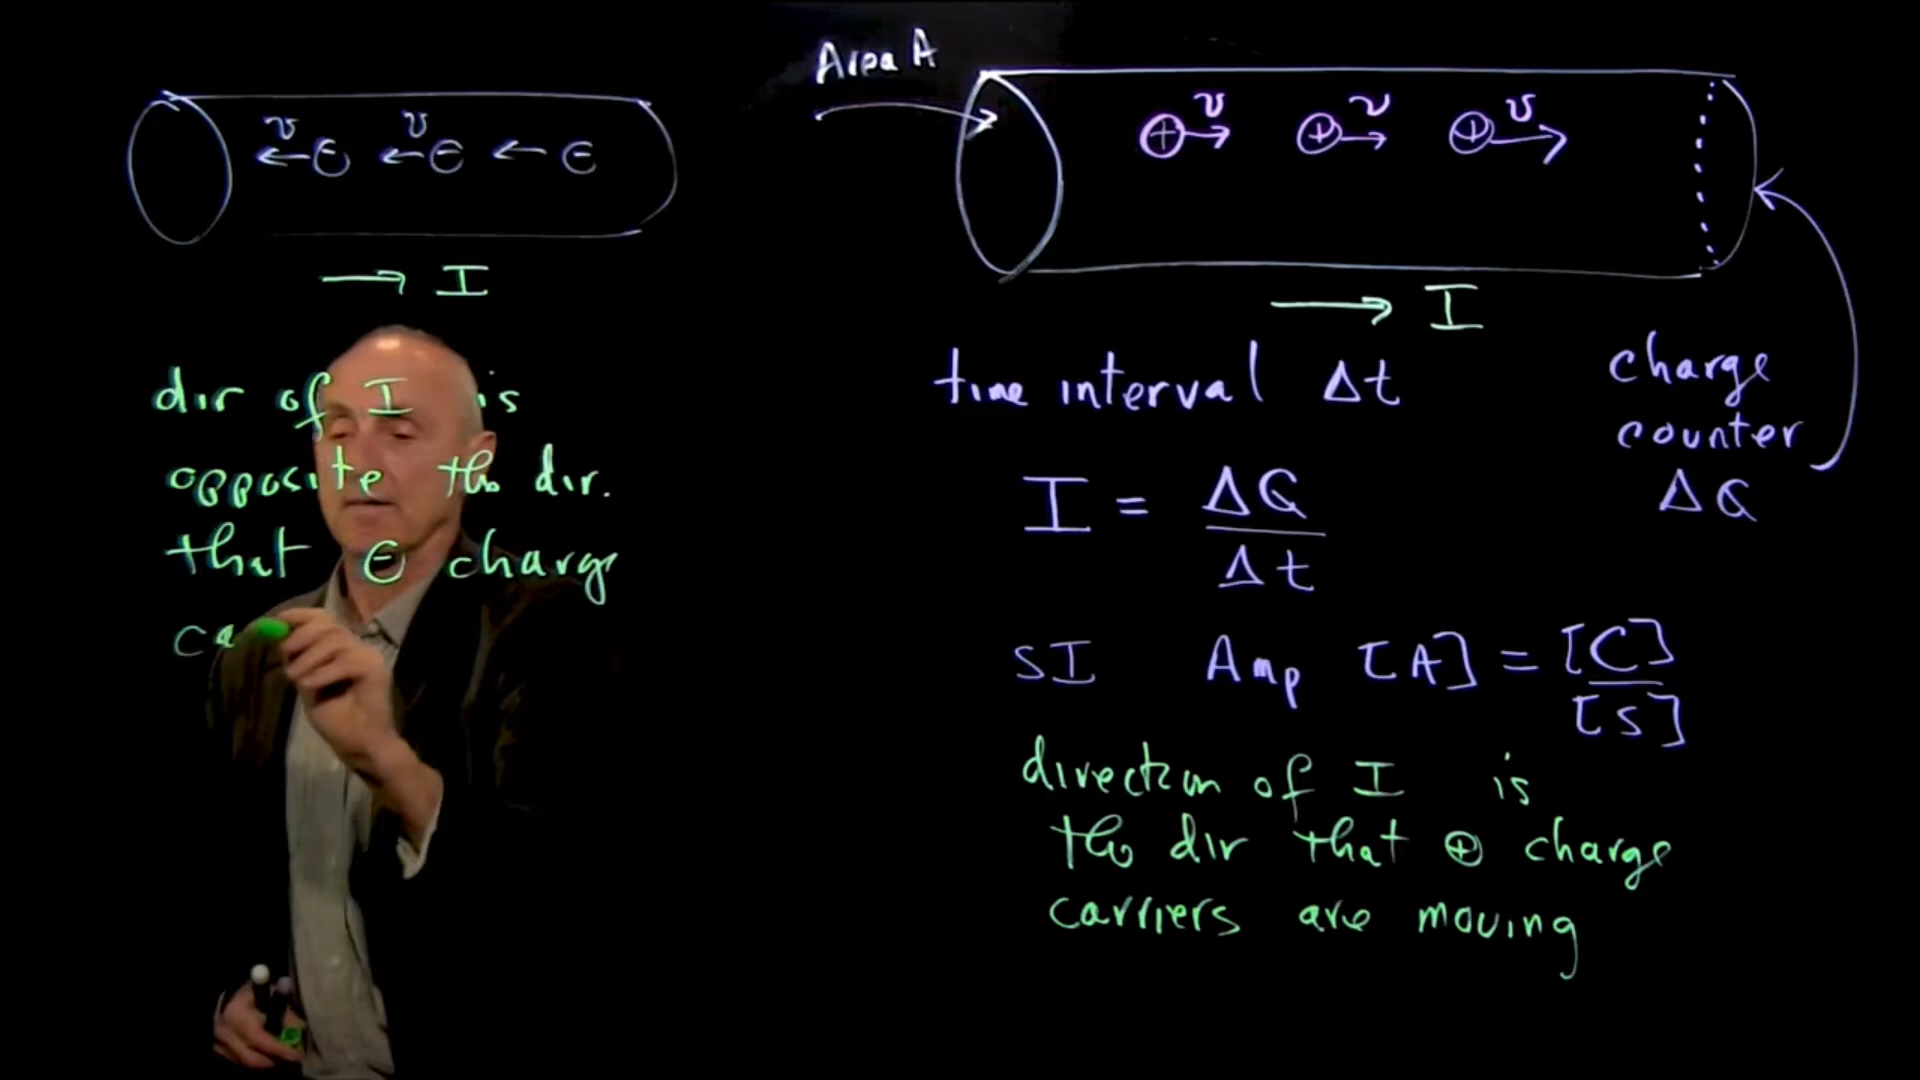 v v
⊖ ⊖ ⊖
→ I
dir of I is
opposite the dir.
that ⊖ charge
ca
Area A
v v v
⊕ ⊕ ⊕
→ I
time interval Δt
charge
counter
ΔQ
I = ΔQ
Δt
SI Amp [A] = [C]
[S]
direction of I is
the dir that ⊕ charge
carriers are moving